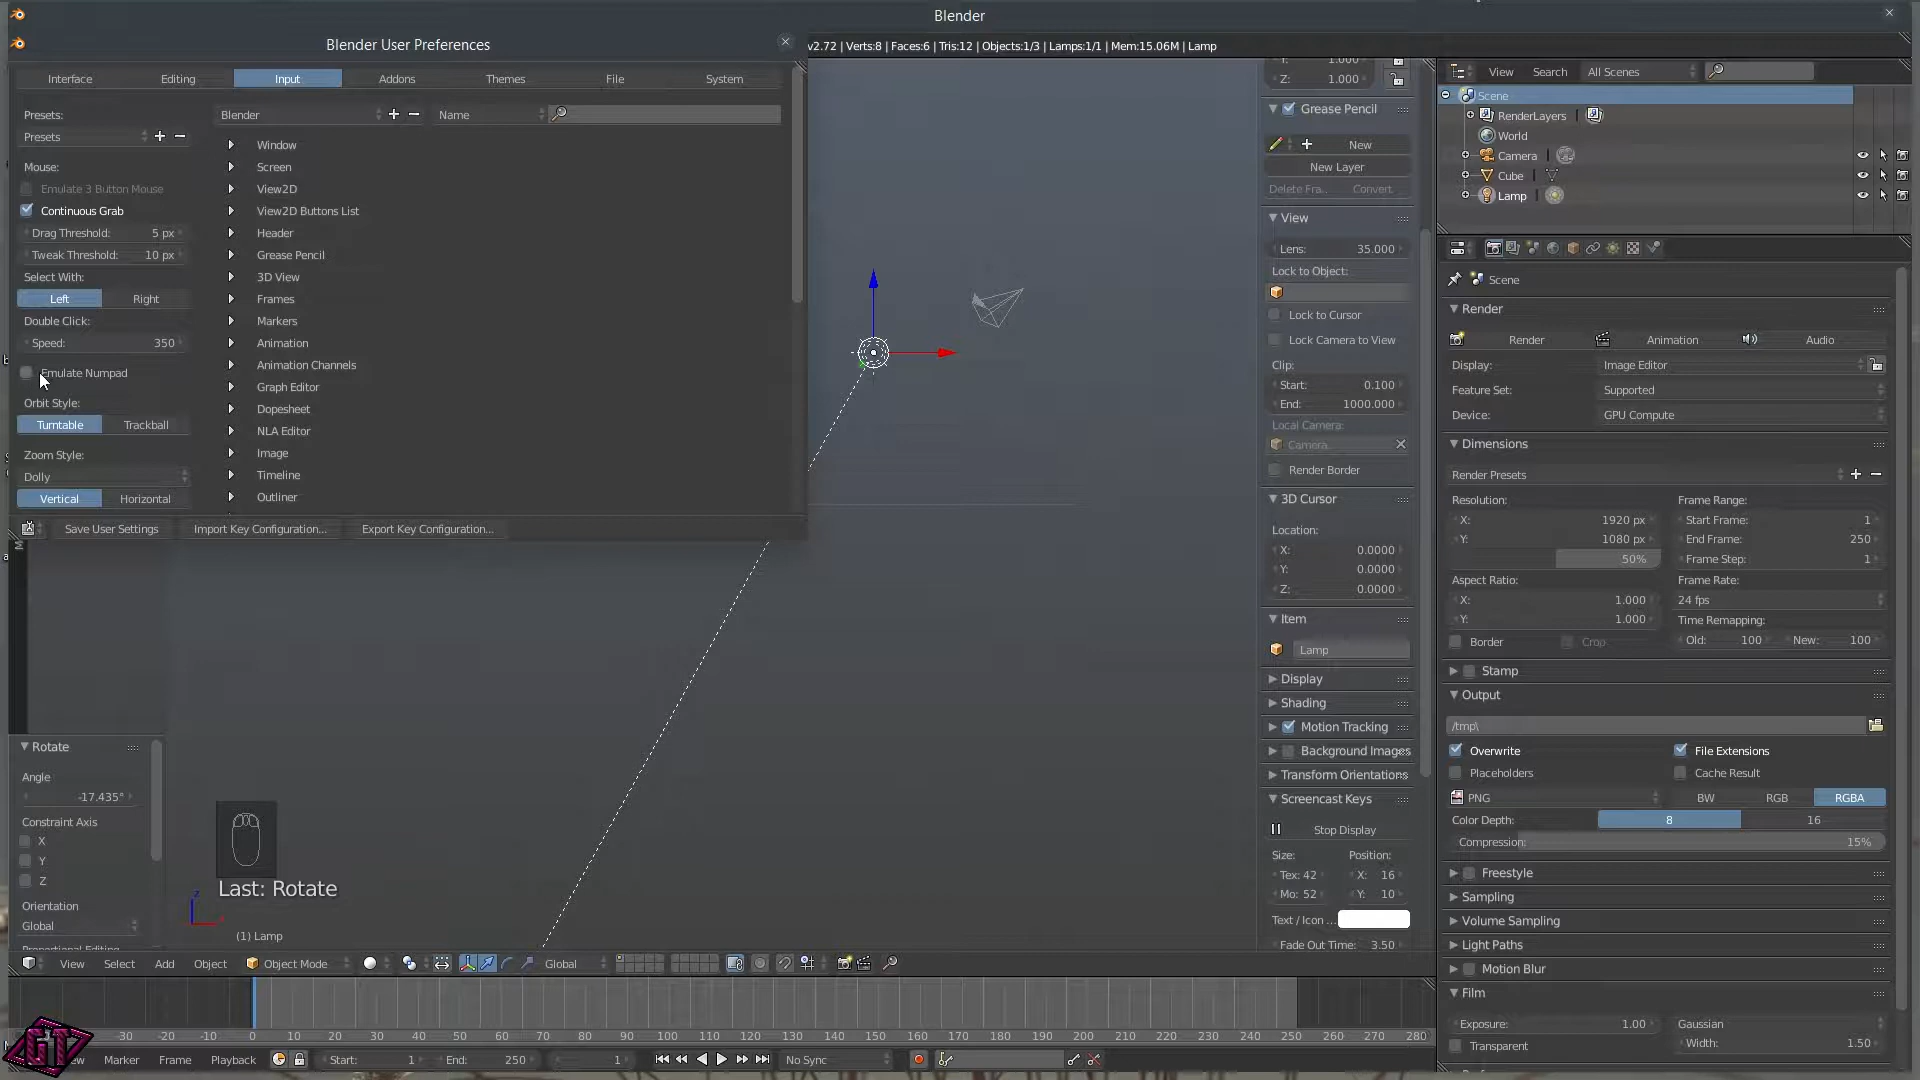 Blender
Blender User Preferences
v2.72 | Verts:8 | Faces:6 | Tris:12 | Objects:1/3 | Lamps:1/1 | Mem:15.06M | Lamp
Interface Editing Input Addons Themes File System
Presets:
Presets
Blender
Name
Mouse:
Emulate 3 Button Mouse
Continuous Grab
Drag Threshold: 5 px
Tweak Threshold: 10 px
Select With:
Left Right
Double Click:
Speed: 350
Emulate Numpad
Orbit Style:
Turntable Trackball
Zoom Style:
Dolly
Vertical Horizontal
Window
Screen
View2D
View2D Buttons List
Header
Grease Pencil
3D View
Frames
Markers
Animation
Animation Channels
Graph Editor
Dopesheet
NLA Editor
Image
Timeline
Outliner
Save User Settings Import Key Configuration... Export Key Configuration...
Rotate
Angle
-17.435°
Constraint Axis
X
Y
Z
Orientation
Global
Proportional Editing
Last: Rotate
z
(1) Lamp
View Select Add Object Object Mode Global
Y: 1.000
Z: 1.000
Grease Pencil
New
New Layer
Delete Fra... Convert
View
Lens: 35.000
Lock to Object:
Lock to Cursor
Lock Camera to View
Clip:
Start: 0.100
End: 1000.000
Local Camera:
Camera
Render Border
3D Cursor
Location:
X: 0.0000
Y: 0.0000
Z: 0.0000
Item
Lamp
Display
Shading
Motion Tracking
Background Images
Transform Orientations
Screencast Keys
Stop Display
Size: Position:
Tex: 42 X: 16
Mo: 52 Y: 10
Text / Icon ...
Fade Out Time: 3.50
View Search All Scenes
Scene
RenderLayers
World
Camera
Cube
Lamp
Scene
Render
Render Animation Audio
Display: Image Editor
Feature Set: Supported
Device: GPU Compute
Dimensions
Render Presets
Resolution: Frame Range:
X: 1920 px Start Frame: 1
Y: 1080 px End Frame: 250
50% Frame Step: 1
Aspect Ratio: Frame Rate:
X: 1.000 24 fps
Y: 1.000 Time Remapping:
Border Crop Old: 100 New: 100
Stamp
Output
/tmp\
Overwrite File Extensions
Placeholders Cache Result
PNG BW RGB RGBA
Color Depth: 8 16
Compression: 15%
Freestyle
Sampling
Volume Sampling
Light Paths
Motion Blur
Film
Exposure: 1.00 Gaussian
Transparent Width: 1.50
-30 -20 -10 0 10 20 30 40 50 60 70 80 90 100 110 120 130 140 150 160 170 180 190 200 210 220 230 240 250 260 270 280
Marker Frame Playback Start: 1 End: 250 1 No Sync
GT